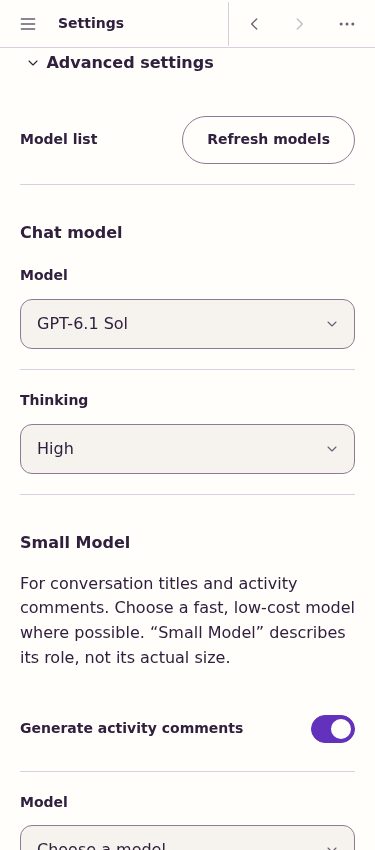 Settings
Advanced settings
Model list
Refresh models
Chat model
Model
GPT-6.1 Sol
Thinking
High
Small Model
For conversation titles and activity
comments. Choose a fast, low-cost model
where possible. “Small Model” describes
its role, not its actual size.
Generate activity comments
Model
Choose a model